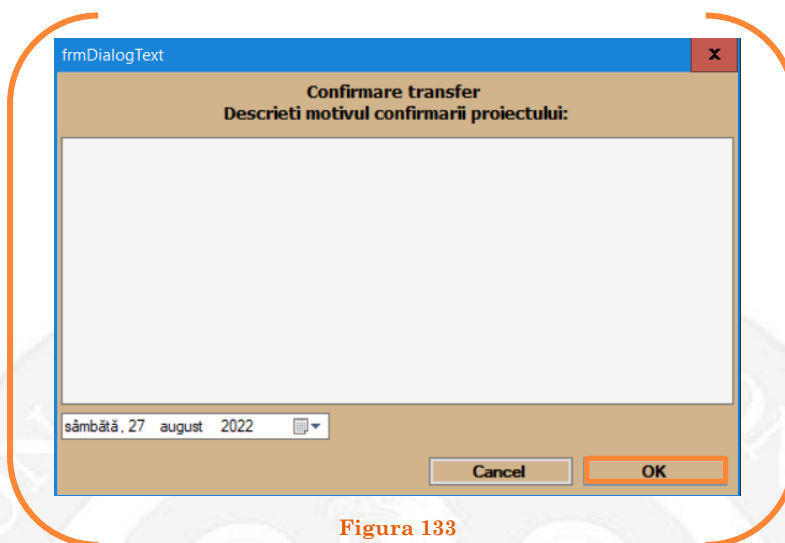 frmDialogText
x
Confirmare transfer
Descrieti motivul confirmarii proiectului:
sâmbătă, 27 august 2022
Cancel OK
Figura 133